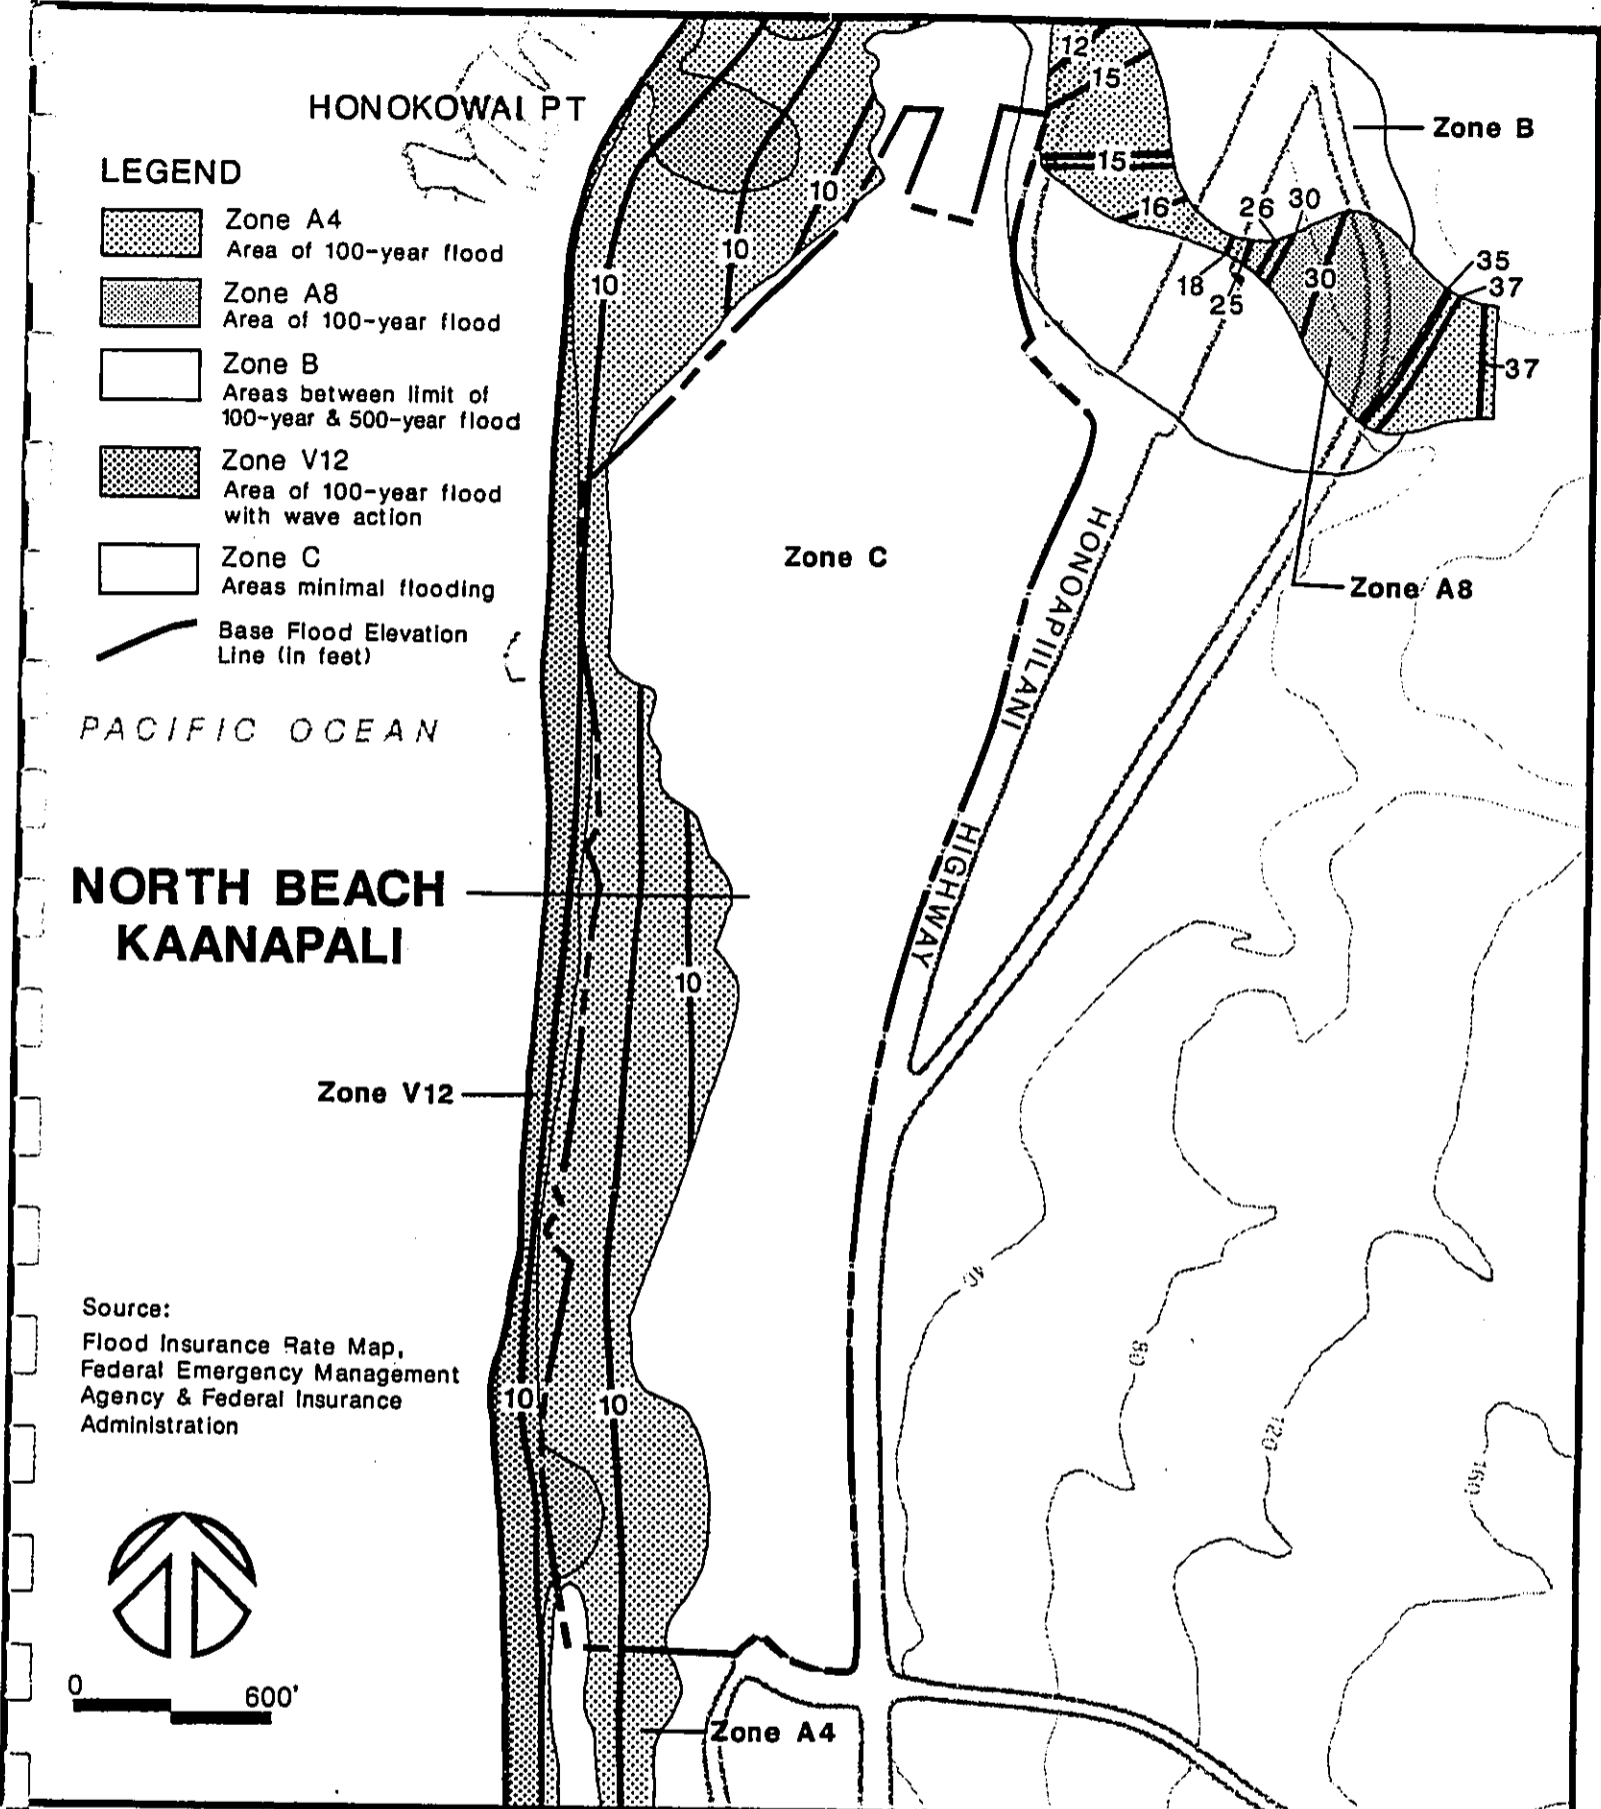 HONOKOWAI PT
LEGEND
Zone A4
Area of 100-year flood
Zone A8
Area of 100-year flood
Zone B
Areas between limit of
100-year & 500-year flood
Zone V12
Area of 100-year flood
with wave action
Zone C
Areas minimal flooding
Base Flood Elevation
Line (in feet)
PACIFIC OCEAN
NORTH BEACH
KAANAPALI
Zone V12
Source:
Flood Insurance Rate Map,
Federal Emergency Management
Agency & Federal Insurance
Administration
0 600'
12
15
15
16
18
25
26
30
30
35
37
37
Zone B
Zone A8
Zone C
HONOAPIILANI
HIGHWAY
10
10
10
10
10
10
40
80
120
160
Zone A4